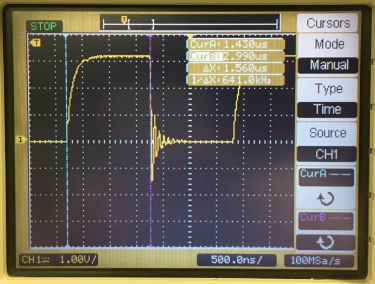 STOP
T
T
CurA: 1.430us
CurB: 2.990us
ΔX: 1.560us
1/ΔX: 641.0kHz
1
Cursors
Mode
Manual
Type
Time
Source
CH1
CurA
CurB
CH1 1.00V/
500.0ns/
100MSa/s